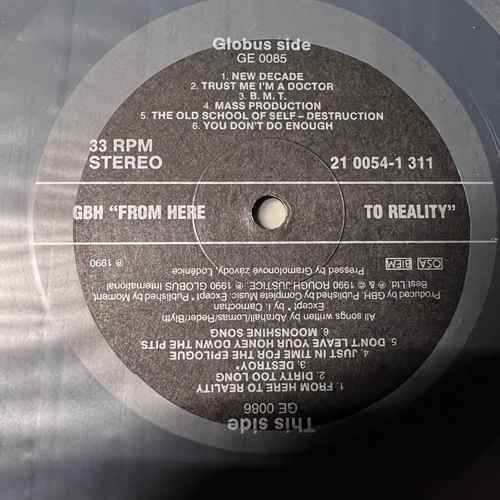 Globus side
GE 0085
1. NEW DECADE
2. TRUST ME I'M A DOCTOR
3. B. M. T.
4. MASS PRODUCTION
5. THE OLD SCHOOL OF SELF – DESTRUCTION
6. YOU DON'T DO ENOUGH
33 RPM
STEREO
21 0054-1 311
GBH "FROM HERE TO REALITY"
This side
GE 0086
1. FROM HERE TO REALITY
2. DIRTY TOO LONG
3. DESTROY*
4. JUST IN TIME FOR THE EPILOGUE
5. DON'T LEAVE YOUR HONEY DOWN THE PITS
6. MOONSHINE SONG
All songs written by Abrahall/Lomas/Reder/Blyth
Except * by I. Carnochan
Produced by GBH. Published by Complete Music. Except * Published by Moment
Best Ltd. ℗ & © 1990 ROUGH JUSTICE ℗ 1990 GLOBUS International
OSA BIEM
Pressed by Gramofonové závody, Loděnice
℗ 1990